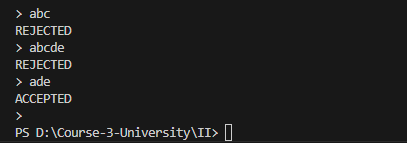 > abc
REJECTED
> abcde
REJECTED
> ade
ACCEPTED
>
PS D:\Course-3-University\II>